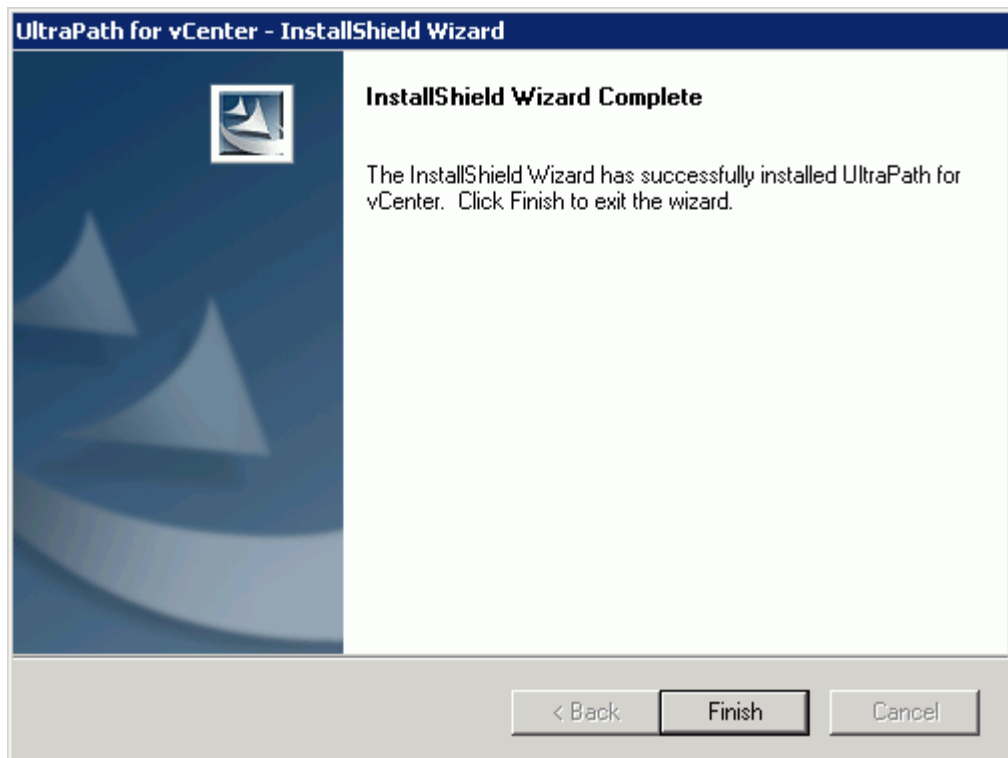 UltraPath for vCenter - InstallShield Wizard
InstallShield Wizard Complete
The InstallShield Wizard has successfully installed UltraPath for
vCenter. Click Finish to exit the wizard.
< Back
Finish
Cancel